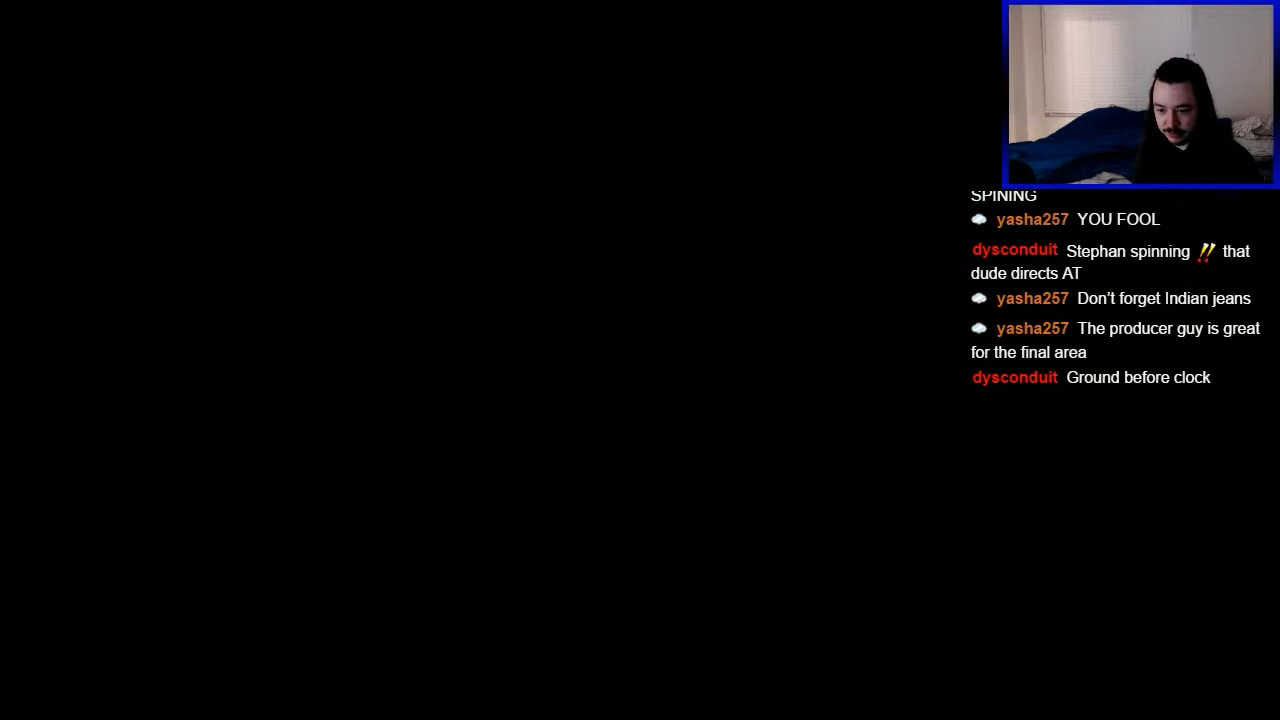 SPINING
yasha257 YOU FOOL
dysconduit Stephan spinning ‼ that
dude directs AT
yasha257 Don’t forget Indian jeans
yasha257 The producer guy is great
for the final area
dysconduit Ground before clock